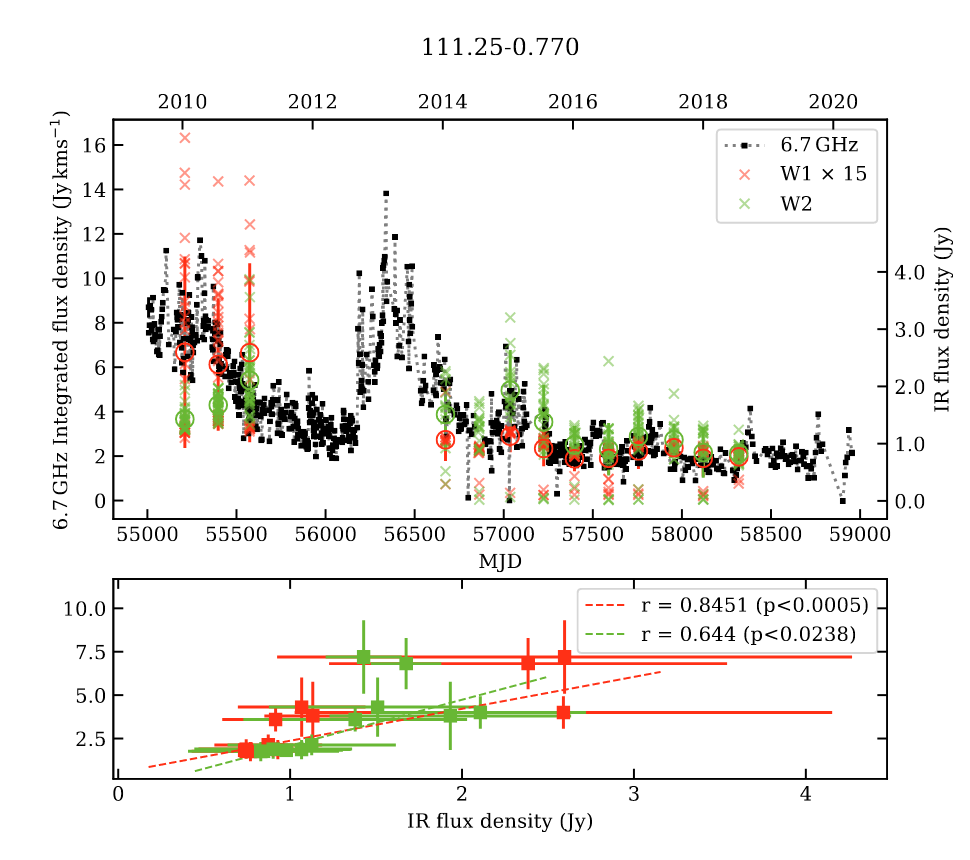 111.25-0.770
2010 2012 2014 2016 2018 2020
6.7 GHz Integrated flux density (Jy km s⁻¹)
16
14
12
10
8
6
4
2
0
6.7 GHz
W1 × 15
W2
IR flux density (Jy)
4.0
3.0
2.0
1.0
0.0
55000 55500 56000 56500 57000 57500 58000 58500 59000
MJD
10.0
7.5
5.0
2.5
r = 0.8451 (p<0.0005)
r = 0.644 (p<0.0238)
0 1 2 3 4
IR flux density (Jy)